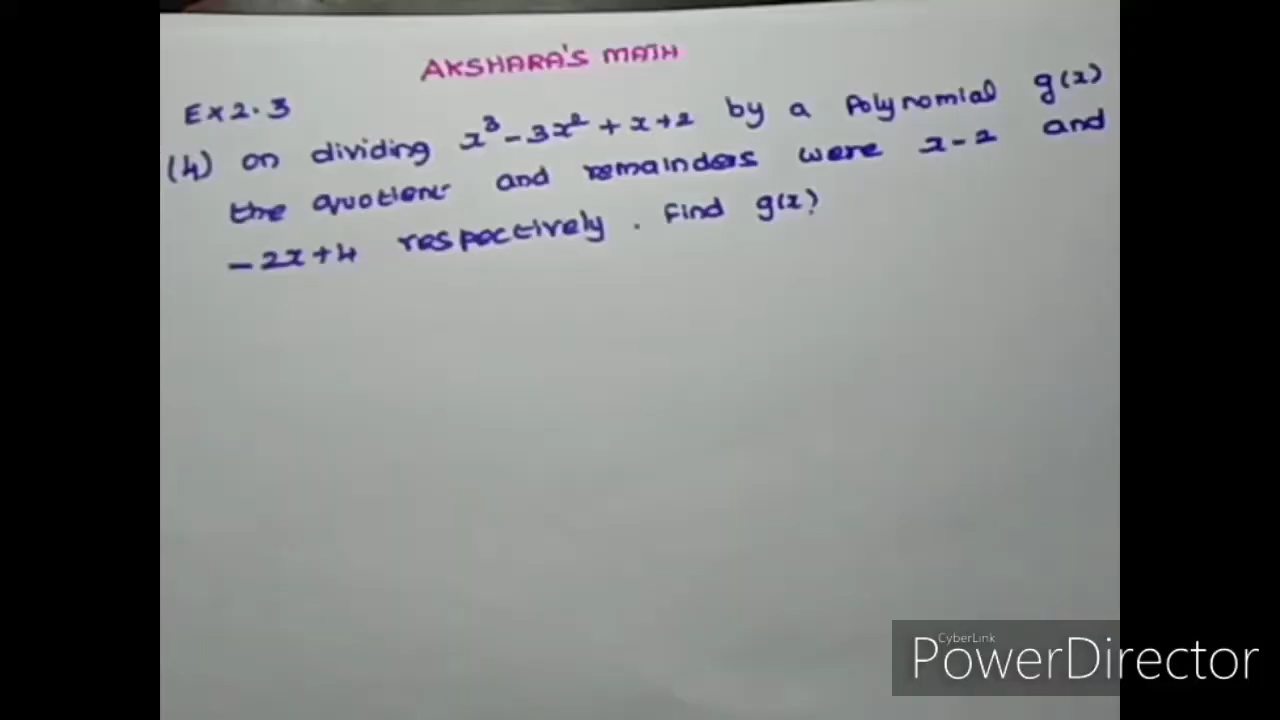 AKSHARA'S MATH
Ex 2.3
(4) on dividing x³ - 3x² + x + 2 by a Polynomial g(x)
the quotient and remainders were x - 2 and
- 2x + 4 respectively. Find g(x)?
CyberLink
PowerDirector